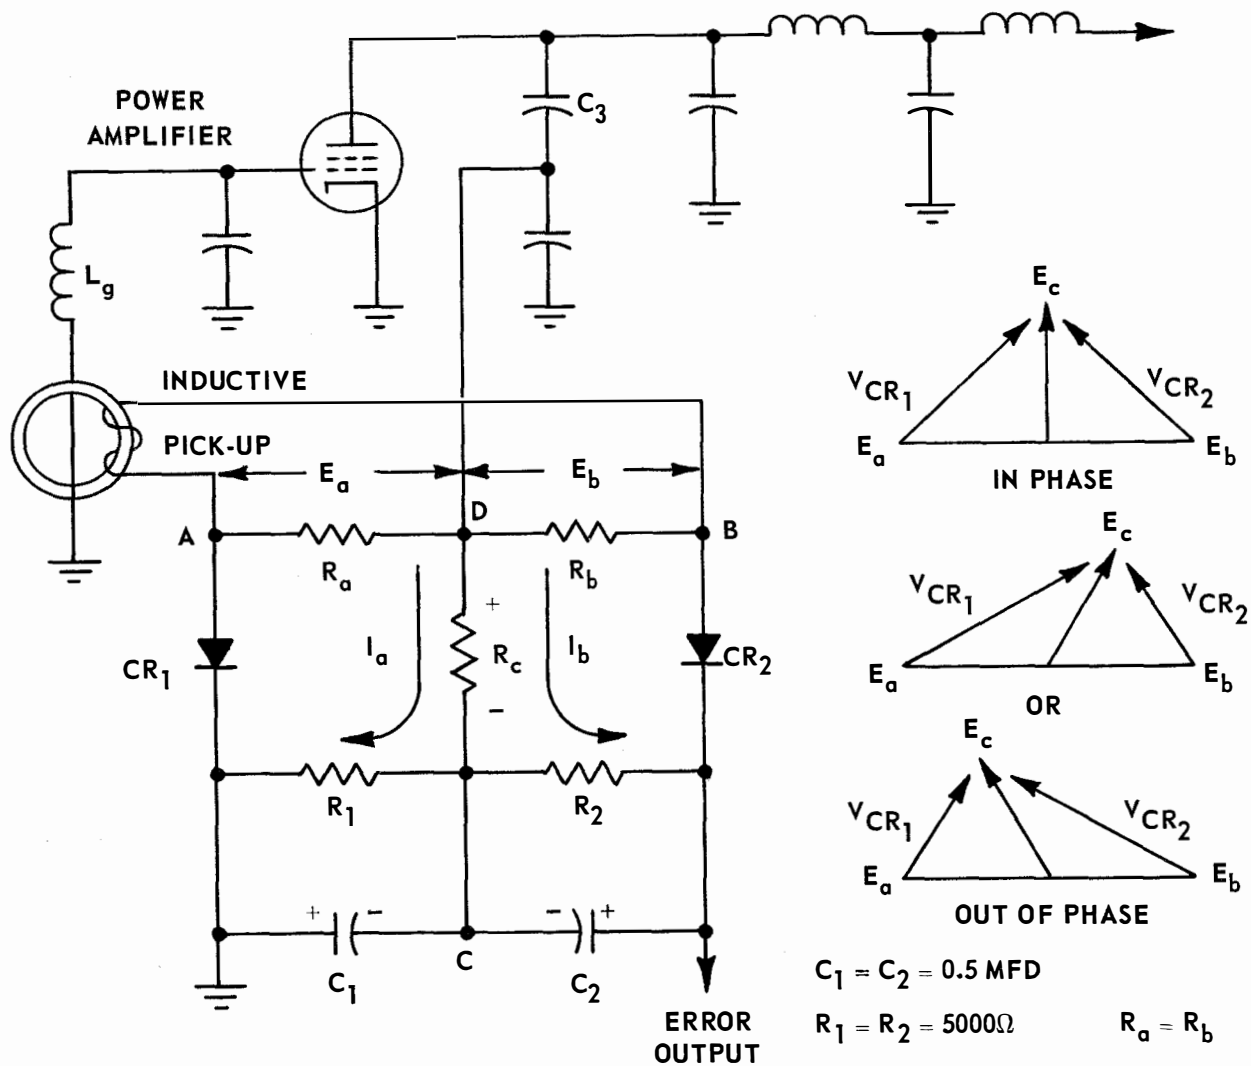 POWER
AMPLIFIER
C3
Lg
INDUCTIVE
PICK-UP
Ea
Eb
A
D
B
Ra
Rb
+
Rc
-
Ia
Ib
CR1
CR2
R1
R2
+ -
- +
C1
C
C2
ERROR
OUTPUT
Ec
VCR1
VCR2
Ea
Eb
IN PHASE
Ec
VCR1
VCR2
Ea
Eb
OR
Ec
VCR1
VCR2
Ea
Eb
OUT OF PHASE
C1 = C2 = 0.5 MFD
R1 = R2 = 5000Ω
Ra = Rb